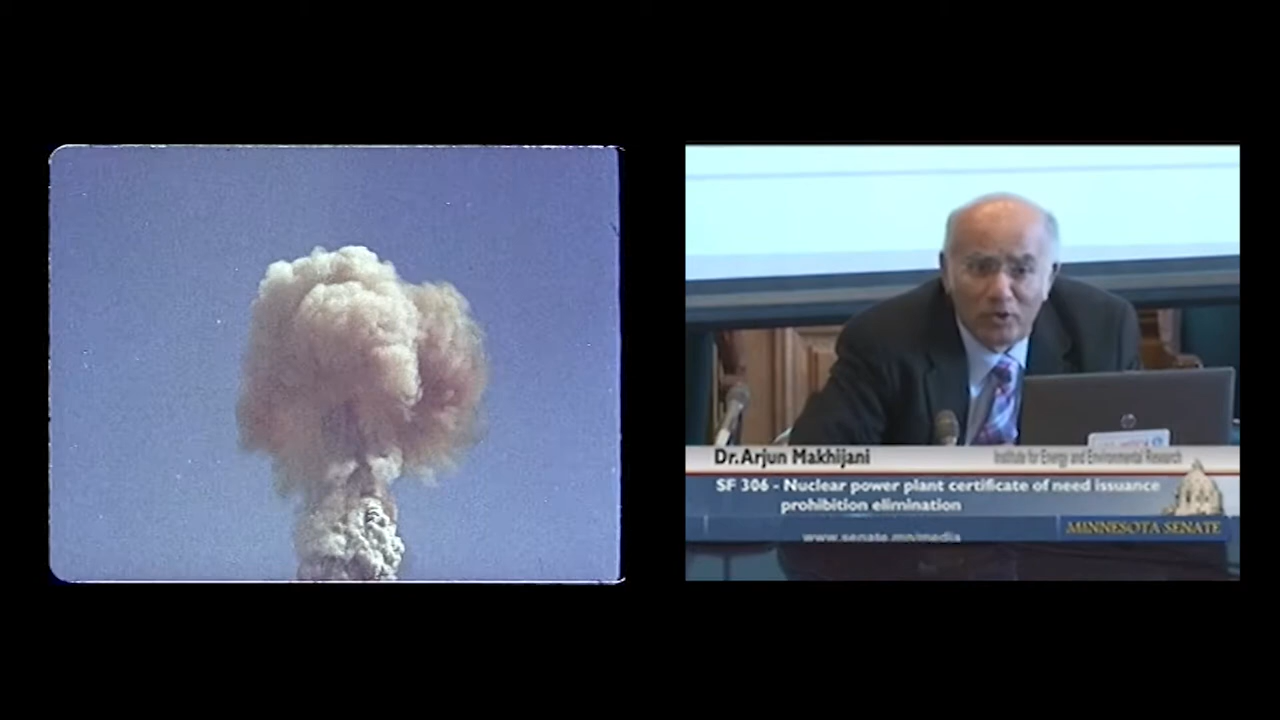 Dr. Arjun Makhijani
Institute for Energy and Environmental Research
SF 306 - Nuclear power plant certificate of need issuance
prohibition elimination
MINNESOTA SENATE
www.senate.mn/media